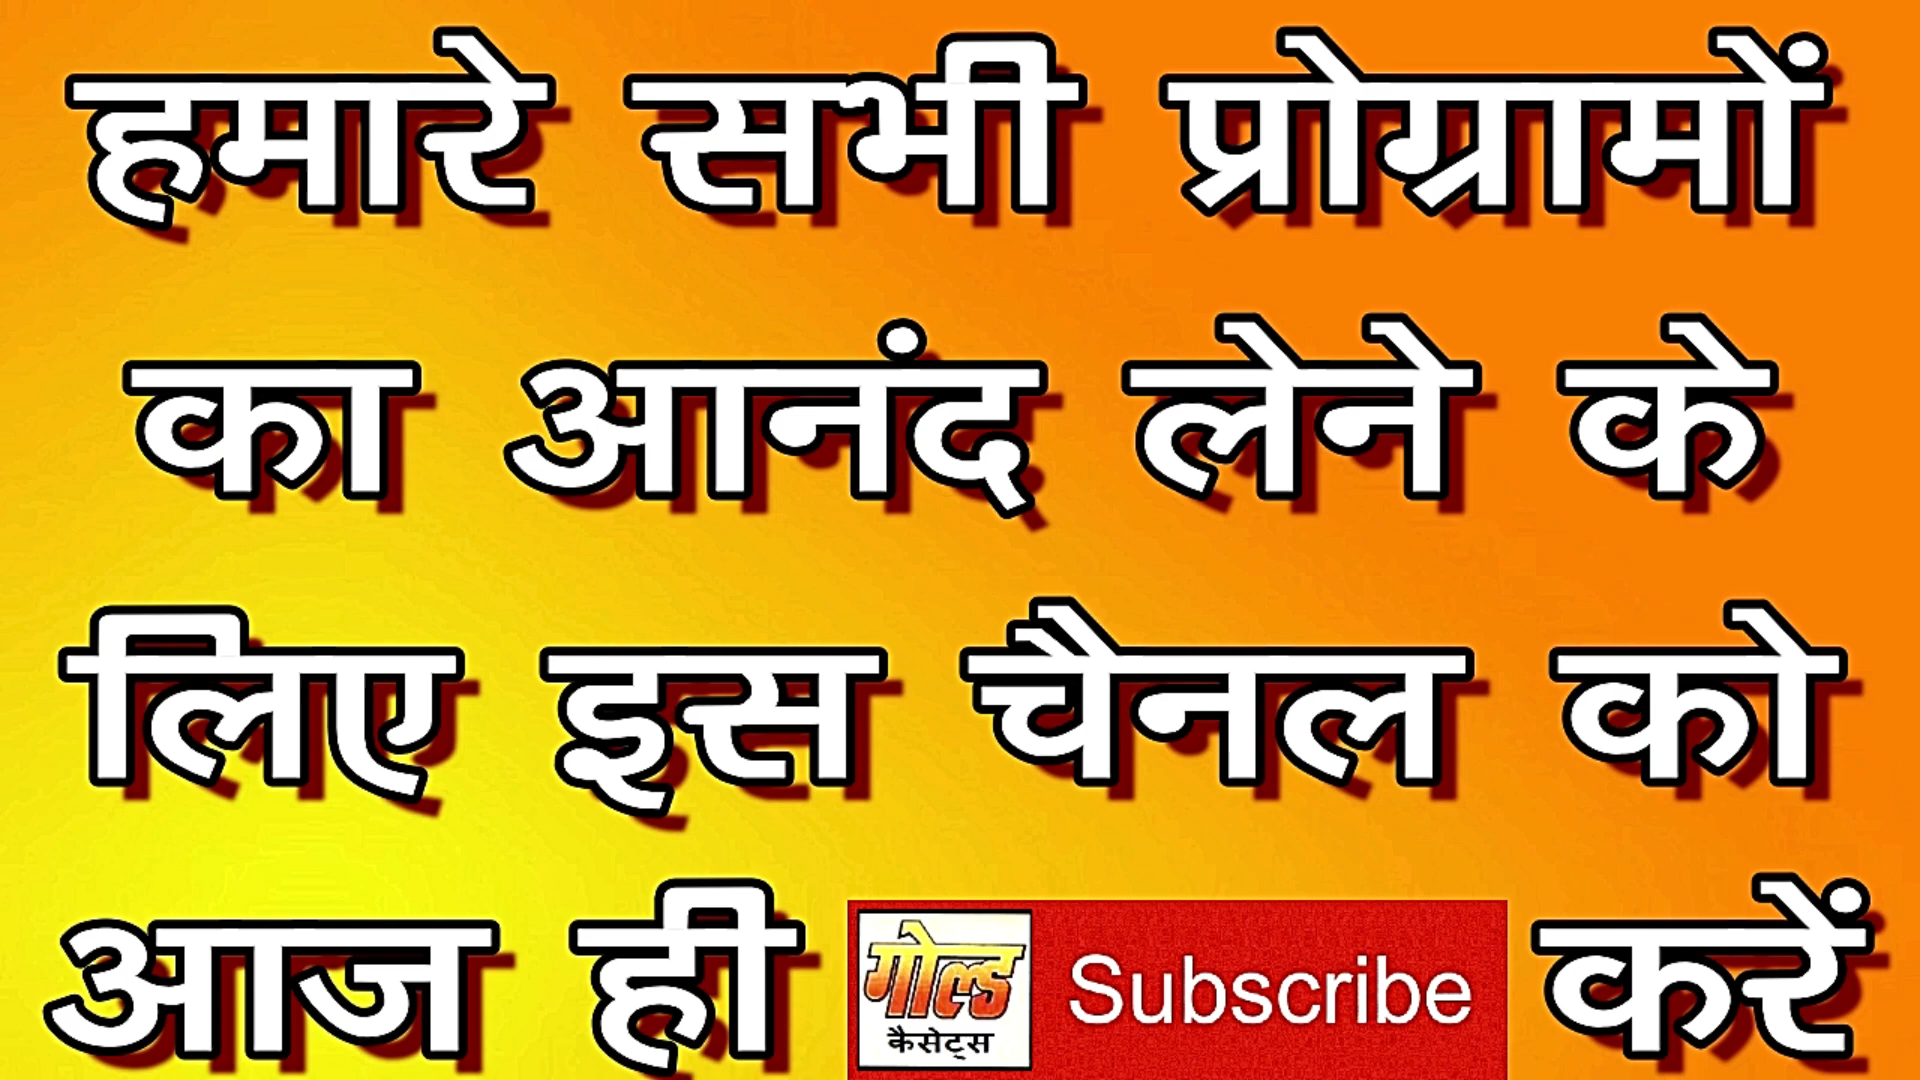 हमारे सभी प्रोग्रामों
का आनंद लेने के
लिए इस चैनल को
आज ही गोल्ड कैसेट्स Subscribe करें